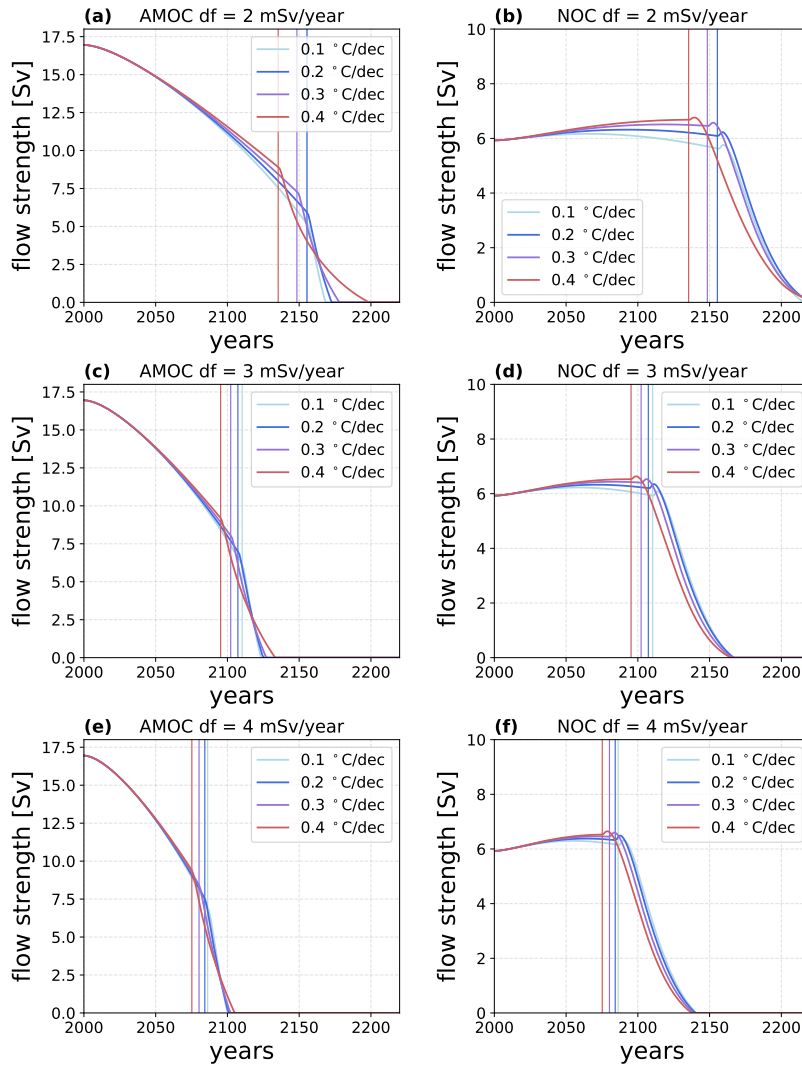 (a) AMOC df = 2 mSv/year
flow strength [Sv]
17.5
15.0
12.5
10.0
7.5
5.0
2.5
0.0
0.1 °C/dec
0.2 °C/dec
0.3 °C/dec
0.4 °C/dec
2000 2050 2100 2150 2200
years
(b) NOC df = 2 mSv/year
flow strength [Sv]
10
8
6
4
2
0
0.1 °C/dec
0.2 °C/dec
0.3 °C/dec
0.4 °C/dec
2000 2050 2100 2150 2200
years
(c) AMOC df = 3 mSv/year
flow strength [Sv]
17.5
15.0
12.5
10.0
7.5
5.0
2.5
0.0
0.1 °C/dec
0.2 °C/dec
0.3 °C/dec
0.4 °C/dec
2000 2050 2100 2150 2200
years
(d) NOC df = 3 mSv/year
flow strength [Sv]
10
8
6
4
2
0
0.1 °C/dec
0.2 °C/dec
0.3 °C/dec
0.4 °C/dec
2000 2050 2100 2150 2200
years
(e) AMOC df = 4 mSv/year
flow strength [Sv]
17.5
15.0
12.5
10.0
7.5
5.0
2.5
0.0
0.1 °C/dec
0.2 °C/dec
0.3 °C/dec
0.4 °C/dec
2000 2050 2100 2150 2200
years
(f) NOC df = 4 mSv/year
flow strength [Sv]
10
8
6
4
2
0
0.1 °C/dec
0.2 °C/dec
0.3 °C/dec
0.4 °C/dec
2000 2050 2100 2150 2200
years